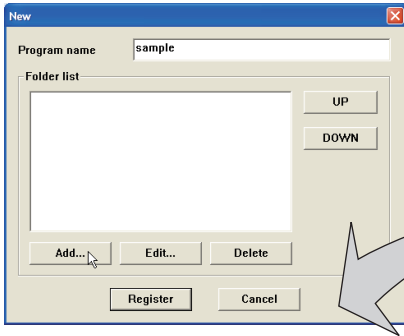 New
Program name sample
Folder list
UP
DOWN
Add... Edit... Delete
Register Cancel